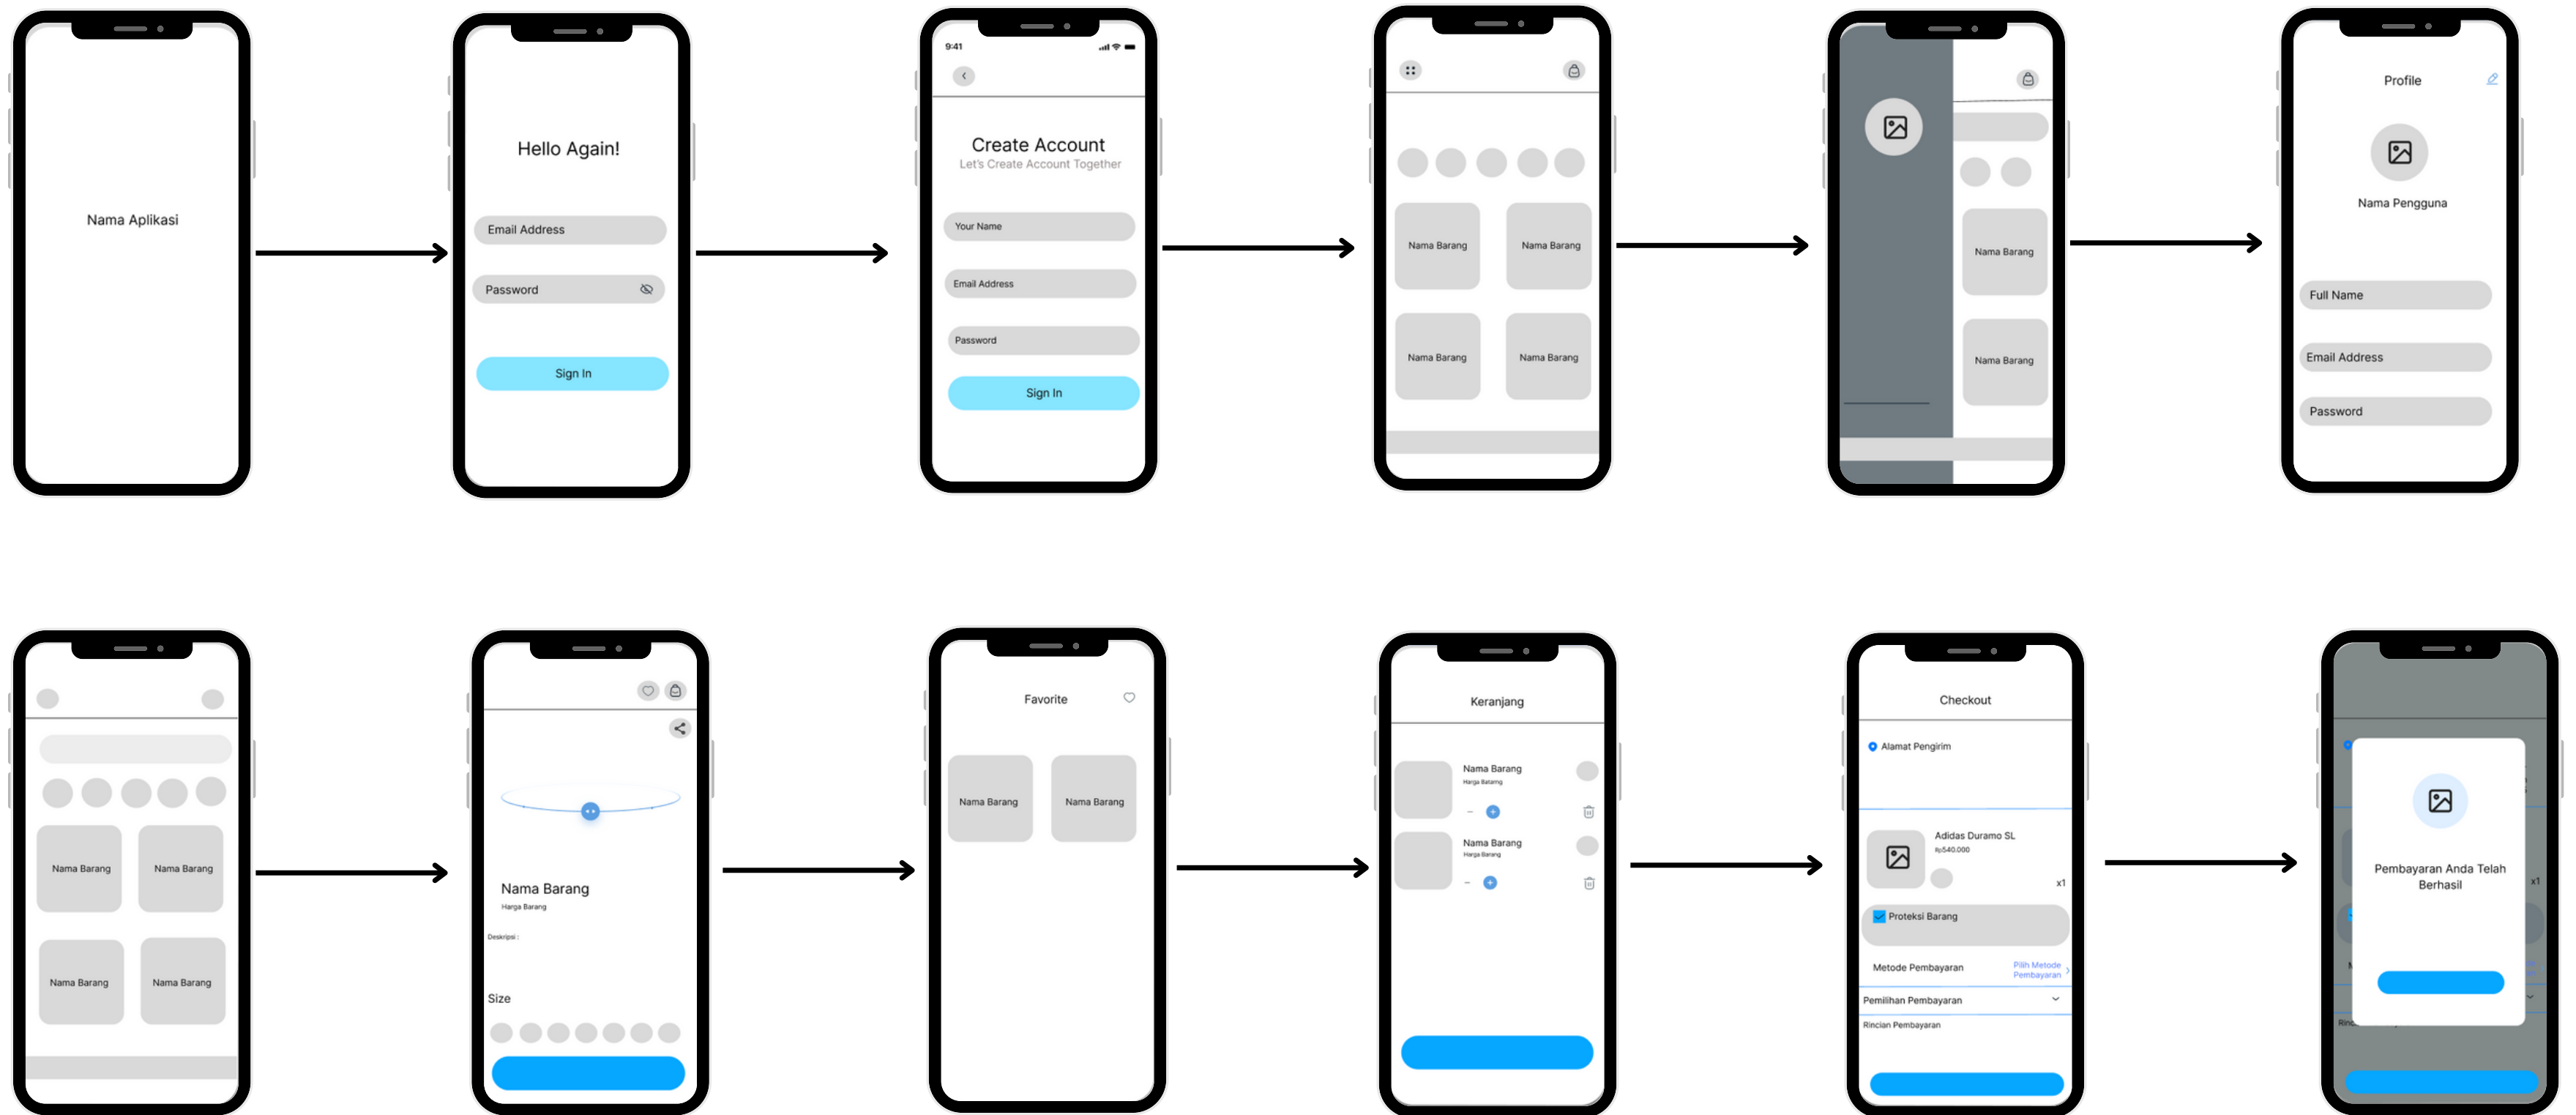 Nama Aplikasi
Hello Again!
Email Address
Password
Sign In
9:41
Create Account
Let's Create Account Together
Your Name
Email Address
Password
Sign In
Nama Barang
Nama Barang
Nama Barang
Nama Barang
Nama Barang
Nama Barang
Profile
Nama Pengguna
Full Name
Email Address
Password
Nama Barang
Nama Barang
Nama Barang
Nama Barang
Nama Barang
Harga Barang
Deskripsi :
Size
Favorite
Nama Barang
Nama Barang
Keranjang
Nama Barang
Harga Batarng
Nama Barang
Harga Barang
Checkout
Alamat Pengirim
Adidas Duramo SL
Rp540.000
x1
Proteksi Barang
Metode Pembayaran
Pilih Metode
Pembayaran
Pemilihan Pembayaran
Rincian Pembayaran
Pembayaran Anda Telah
Berhasil
x1